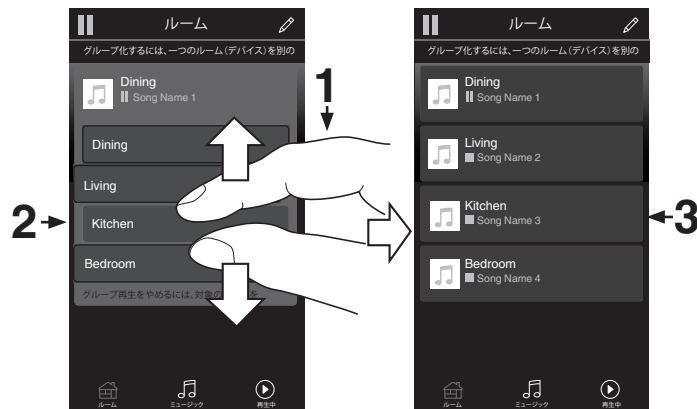 ルーム
グループ化するには、一つのルーム(デバイス)を別の
Dining
Song Name 1
Dining
Living
Kitchen
Bedroom
グループ再生をやめるには、対象の
を
ルーム
ミュージック
再生中
1
2
ルーム
グループ化するには、一つのルーム(デバイス)を別の
Dining
Song Name 1
Living
Song Name 2
Kitchen
Song Name 3
Bedroom
Song Name 4
ルーム
ミュージック
再生中
3